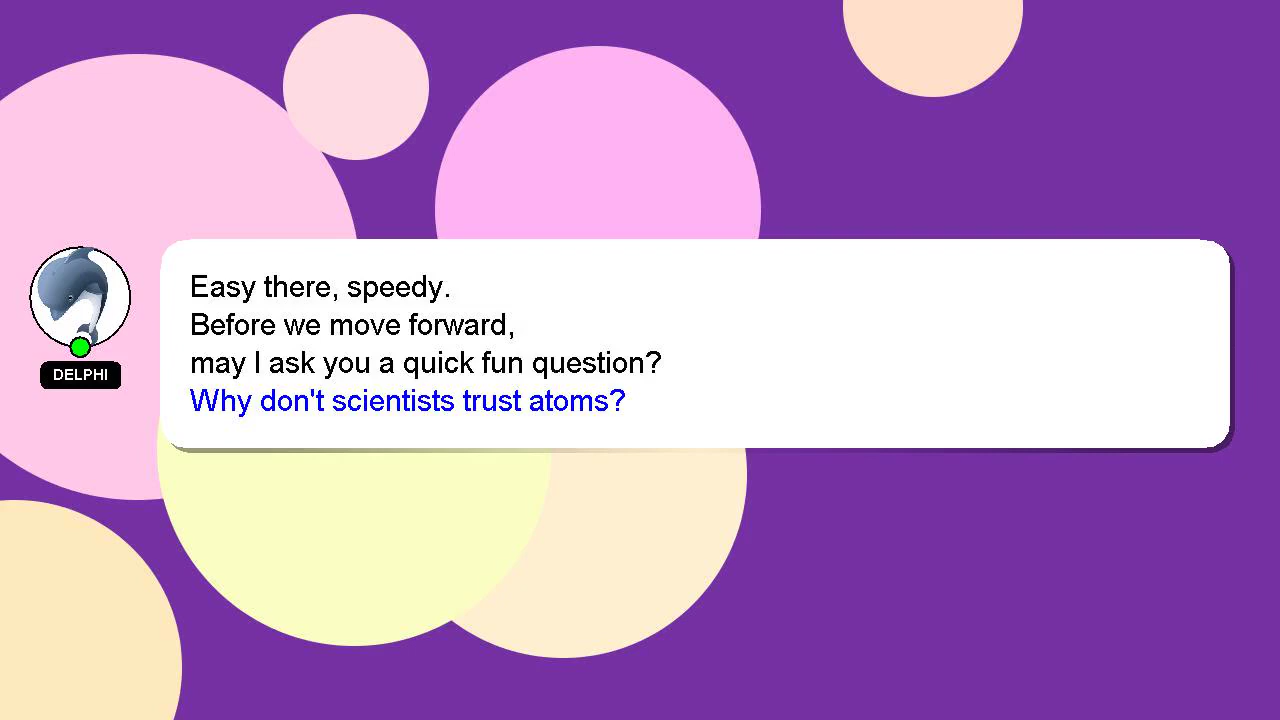 Easy there, speedy.
Before we move forward,
may I ask you a quick fun question?
Why don't scientists trust atoms?
DELPHI